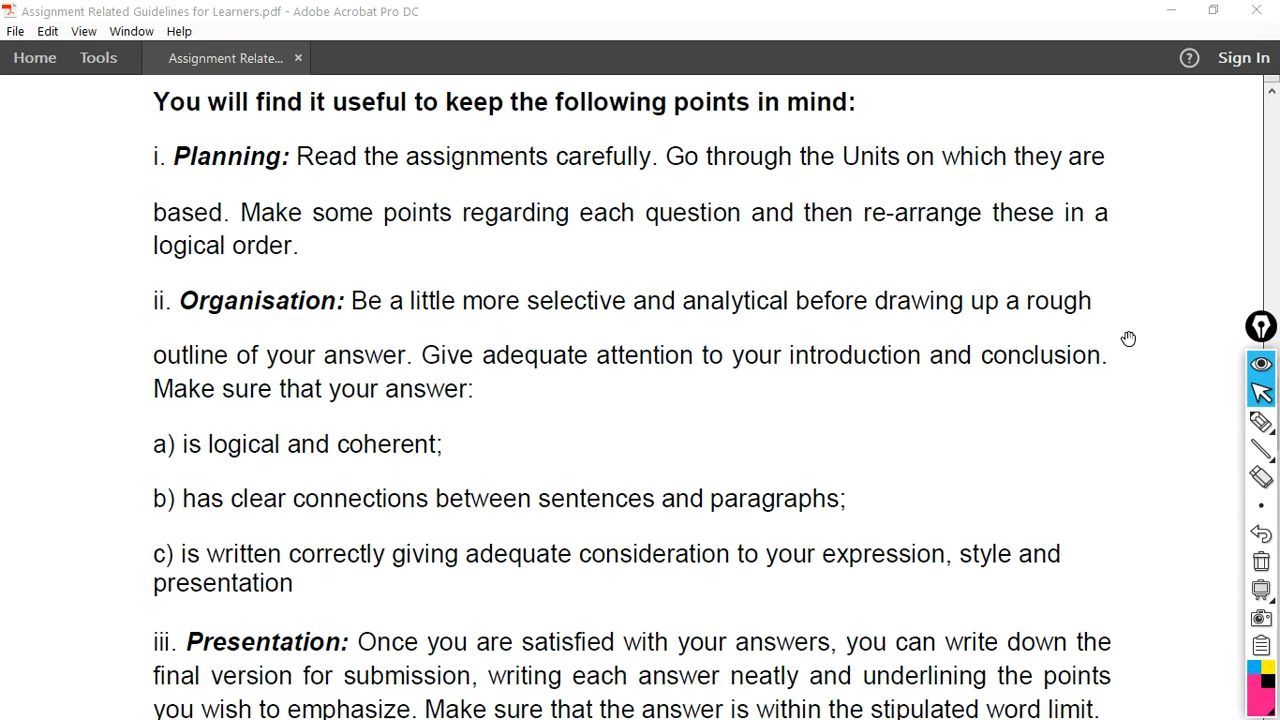 Assignment Related Guidelines for Learners.pdf - Adobe Acrobat Pro DC
File Edit View Window Help
Home Tools Assignment Relate... × ? Sign In
You will find it useful to keep the following points in mind:
i. Planning: Read the assignments carefully. Go through the Units on which they are
based. Make some points regarding each question and then re-arrange these in a
logical order.
ii. Organisation: Be a little more selective and analytical before drawing up a rough
outline of your answer. Give adequate attention to your introduction and conclusion.
Make sure that your answer:
a) is logical and coherent;
b) has clear connections between sentences and paragraphs;
c) is written correctly giving adequate consideration to your expression, style and
presentation
iii. Presentation: Once you are satisfied with your answers, you can write down the
final version for submission, writing each answer neatly and underlining the points
you wish to emphasize. Make sure that the answer is within the stipulated word limit.